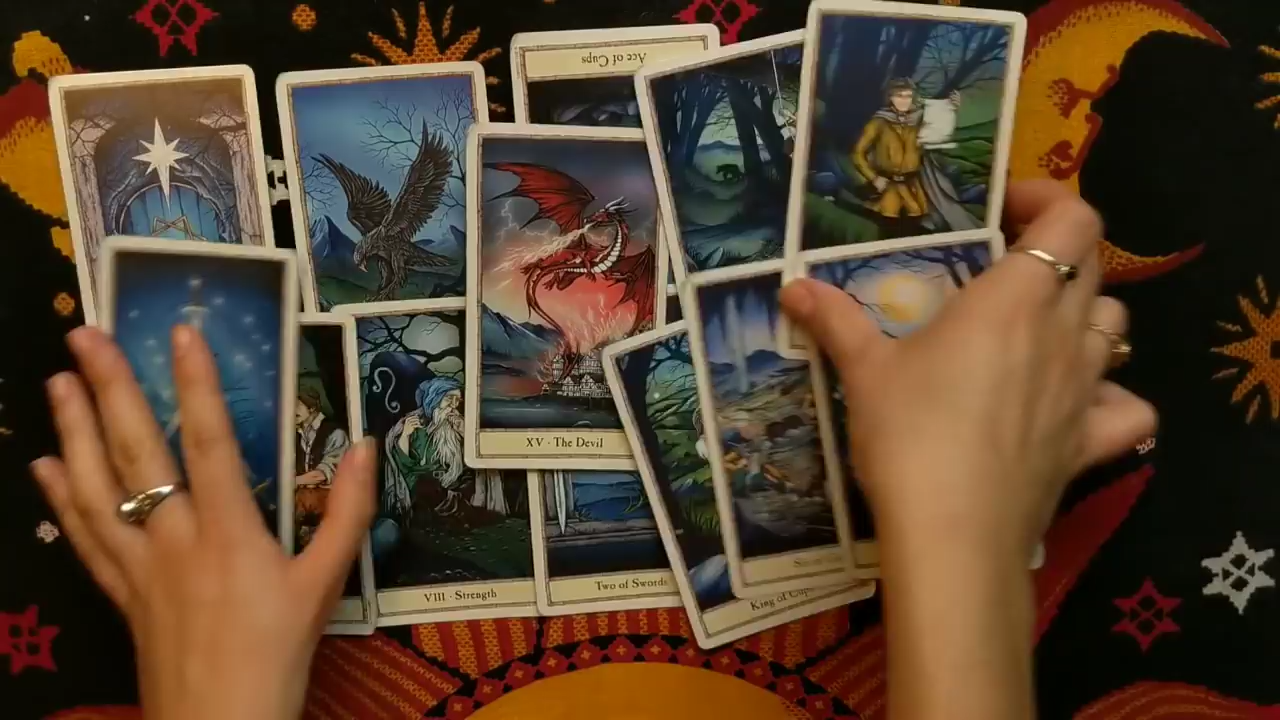 Ace of Cups
XV · The Devil
VIII · Strength
Two of Swords
King of Cups